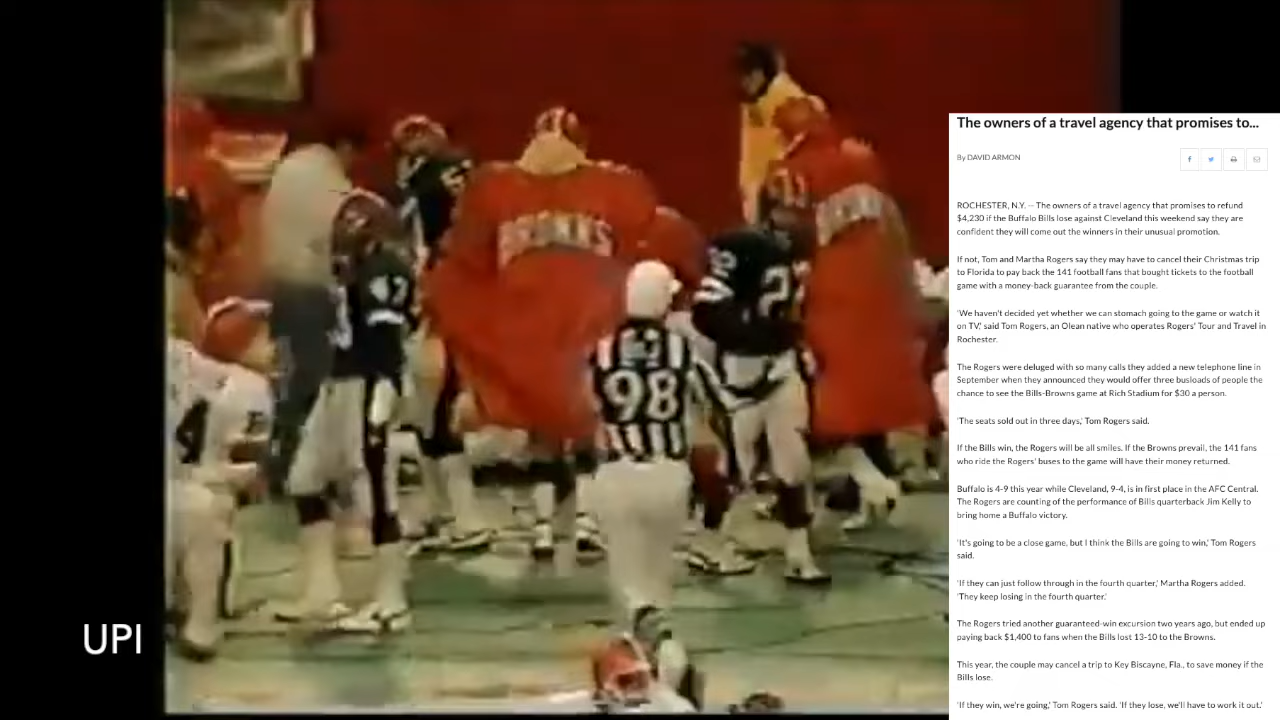 BRONNS
98
47
22
4
UPI
The owners of a travel agency that promises to...
By DAVID ARMON
ROCHESTER, N.Y. -- The owners of a travel agency that promises to refund
$4,230 if the Buffalo Bills lose against Cleveland this weekend say they are
confident they will come out the winners in their unusual promotion.
If not, Tom and Martha Rogers say they may have to cancel their Christmas trip
to Florida to pay back the 141 football fans that bought tickets to the football
game with a money-back guarantee from the couple.
'We haven't decided yet whether we can stomach going to the game or watch it
on TV,' said Tom Rogers, an Olean native who operates Rogers' Tour and Travel in
Rochester.
The Rogers were deluged with so many calls they added a new telephone line in
September when they announced they would offer three busloads of people the
chance to see the Bills-Browns game at Rich Stadium for $30 a person.
'The seats sold out in three days,' Tom Rogers said.
If the Bills win, the Rogers will be all smiles. If the Browns prevail, the 141 fans
who ride the Rogers' buses to the game will have their money returned.
Buffalo is 4-9 this year while Cleveland, 9-4, is in first place in the AFC Central.
The Rogers are counting of the performance of Bills quarterback Jim Kelly to
bring home a Buffalo victory.
'It's going to be a close game, but I think the Bills are going to win,' Tom Rogers
said.
'If they can just follow through in the fourth quarter,' Martha Rogers added.
'They keep losing in the fourth quarter.'
The Rogers tried another guaranteed-win excursion two years ago, but ended up
paying back $1,400 to fans when the Bills lost 13-10 to the Browns.
This year, the couple may cancel a trip to Key Biscayne, Fla., to save money if the
Bills lose.
'If they win, we're going,' Tom Rogers said. 'If they lose, we'll have to work it out.'